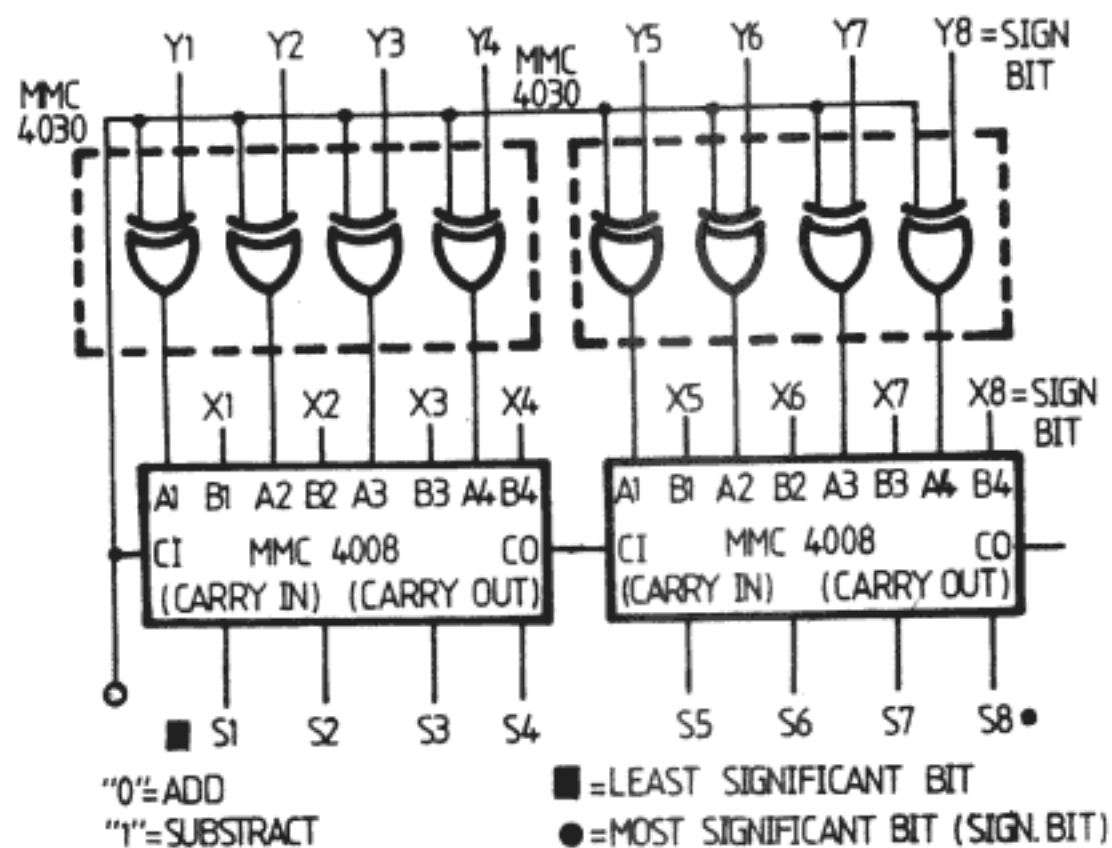 Y1 Y2 Y3 Y4 Y5 Y6 Y7 Y8 = SIGN BIT
MMC 4030
MMC 4030
X1 X2 X3 X4 X5 X6 X7 X8 = SIGN BIT
A1 B1 A2 B2 A3 B3 A4 B4
A1 B1 A2 B2 A3 B3 A4 B4
CI MMC 4008 CO
CI MMC 4008 CO
(CARRY IN) (CARRY OUT)
(CARRY IN) (CARRY OUT)
S1 S2 S3 S4 S5 S6 S7 S8
"0"=ADD
"1"=SUBSTRACT
=LEAST SIGNIFICANT BIT
=MOST SIGNIFICANT BIT (SIGN.BIT)